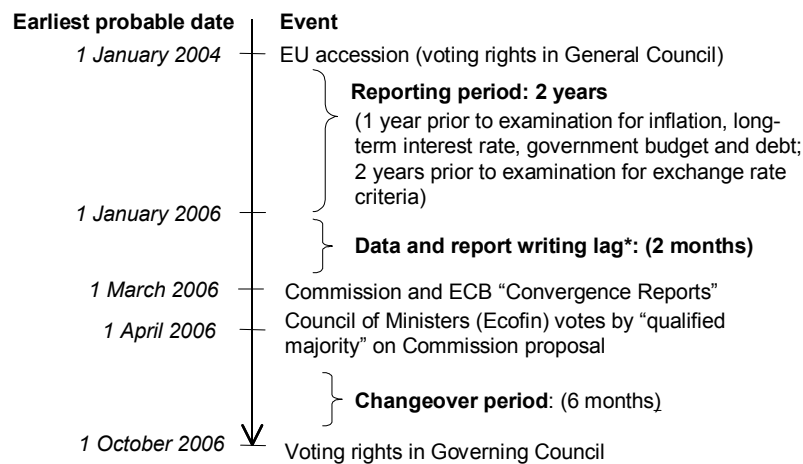 Earliest probable date Event
1 January 2004 EU accession (voting rights in General Council)
Reporting period: 2 years
(1 year prior to examination for inflation, long-
term interest rate, government budget and debt;
2 years prior to examination for exchange rate
criteria)
1 January 2006
Data and report writing lag*: (2 months)
1 March 2006 Commission and ECB “Convergence Reports”
1 April 2006 Council of Ministers (Ecofin) votes by “qualified
majority” on Commission proposal
Changeover period: (6 months)
1 October 2006 Voting rights in Governing Council